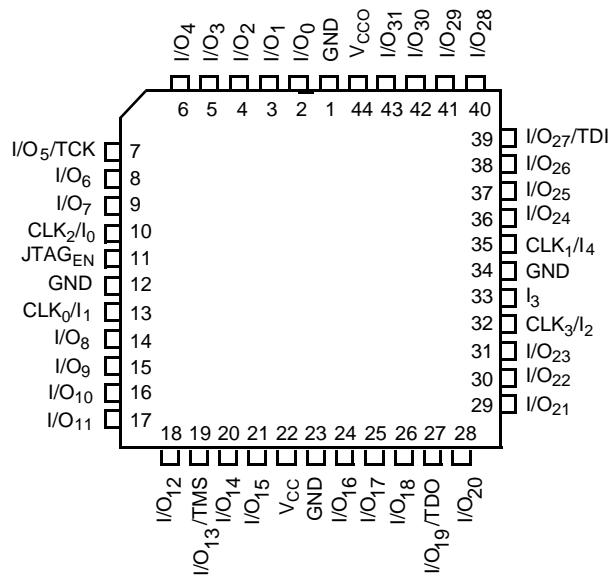 I/O4 I/O3 I/O2 I/O1 I/O0 GND VCCO I/O31 I/O30 I/O29 I/O28
6 5 4 3 2 1 44 43 42 41 40
I/O5/TCK 7
I/O6 8
I/O7 9
CLK2/I0 10
JTAGEN 11
GND 12
CLK0/I1 13
I/O8 14
I/O9 15
I/O10 16
I/O11 17
39 I/O27/TDI
38 I/O26
37 I/O25
36 I/O24
35 CLK1/I4
34 GND
33 I3
32 CLK3/I2
31 I/O23
30 I/O22
29 I/O21
18 19 20 21 22 23 24 25 26 27 28
I/O12 I/O13/TMS I/O14 I/O15 VCC GND I/O16 I/O17 I/O18 I/O19/TDO I/O20